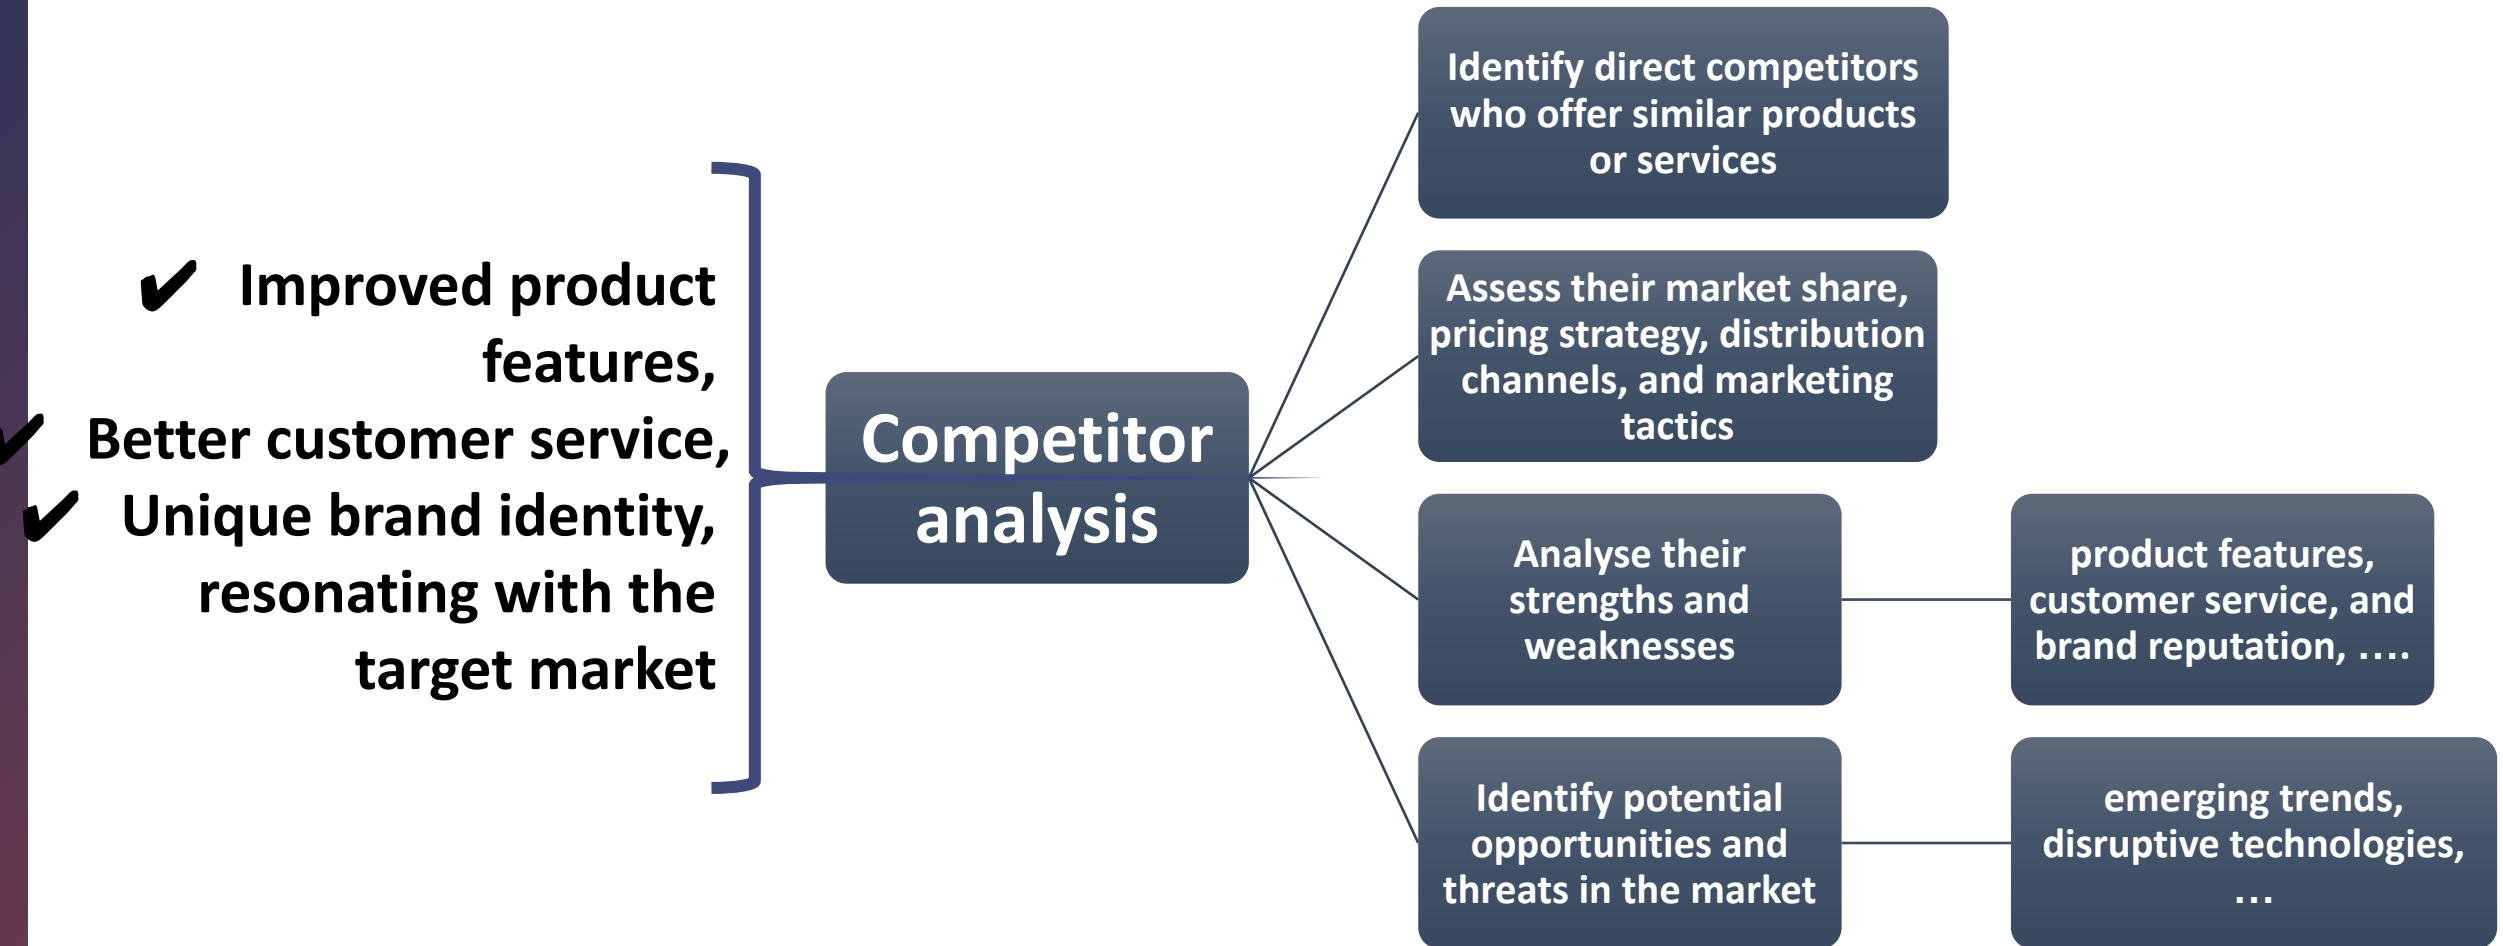 ✔ Improved product
features,
✔ Better customer service,
✔ Unique brand identity,
resonating with the
target market
Competitor
analysis
Identify direct competitors
who offer similar products
or services
Assess their market share,
pricing strategy, distribution
channels, and marketing
tactics
Analyse their
strengths and
weaknesses
product features,
customer service, and
brand reputation, ….
Identify potential
opportunities and
threats in the market
emerging trends,
disruptive technologies,
…